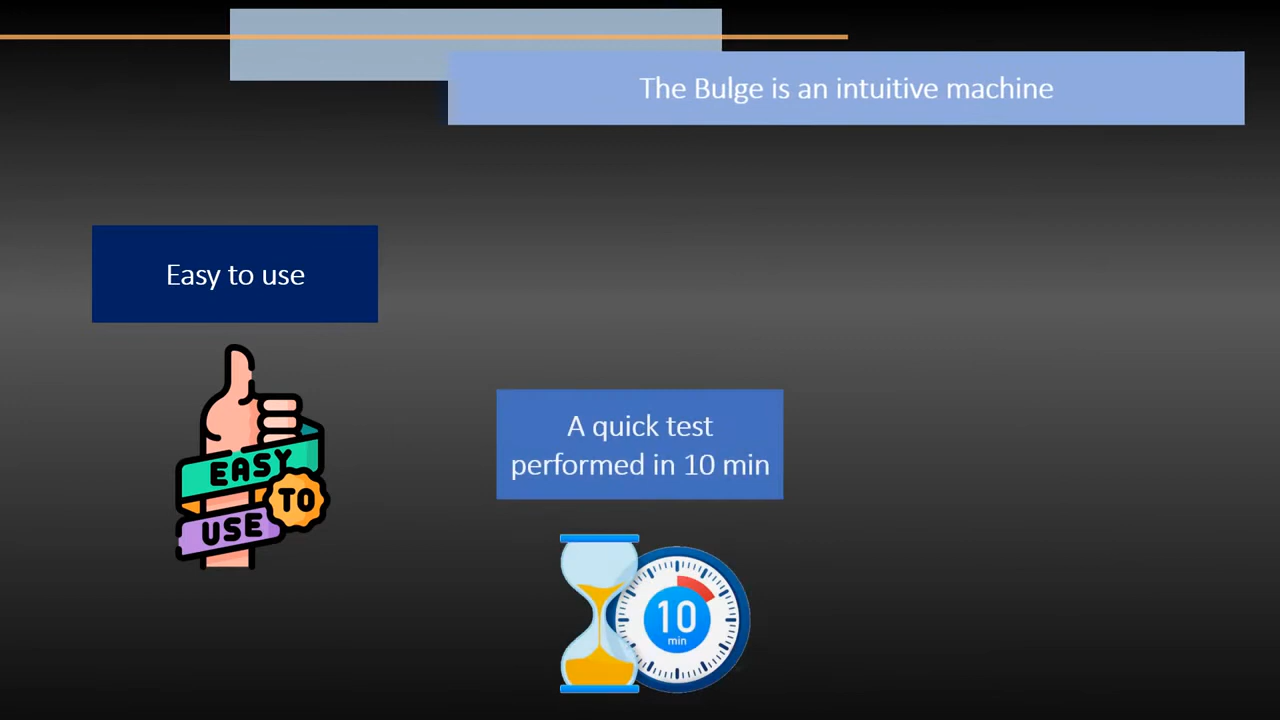 The Bulge is an intuitive machine
Easy to use
EASY
TO
USE
A quick test
performed in 10 min
10
min